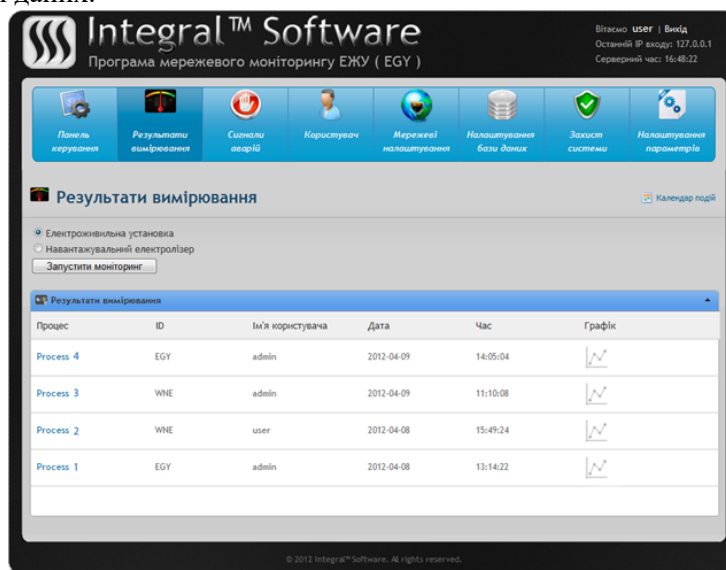 і даних.
Integral™ Software
Програма мережевого моніторингу ЕЖУ ( EGY )
Вітаємо user | Вихід
Останній IP входу: 127.0.0.1
Серверний час: 16:48:22
Панель керування
Результати вимірювання
Сигнали аварій
Користувач
Мережеві налаштування
Налаштування бази даних
Захист системи
Налаштування параметрів
Результати вимірювання
Календар подій
Електроживильна установка
Навантажувальний електролізер
Запустити моніторинг
Результати вимірювання
Процес ID Ім'я користувача Дата Час Графік
Process 4 EGY admin 2012-04-09 14:05:04
Process 3 WNE admin 2012-04-09 11:10:08
Process 2 WNE user 2012-04-08 15:49:24
Process 1 EGY admin 2012-04-08 13:14:22
© 2012 Integral™ Software. All rights reserved.